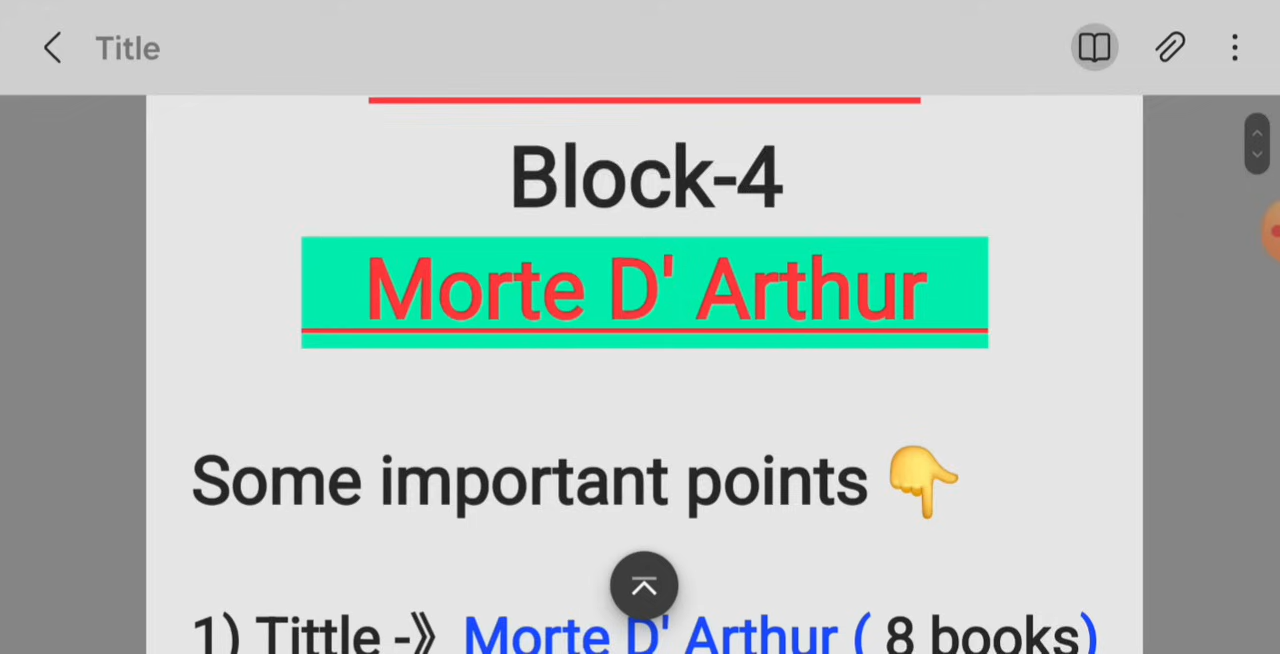 Title
Block-4
Morte D' Arthur
Some important points 👇
1) Tittle -》 Morte D' Arthur ( 8 books)